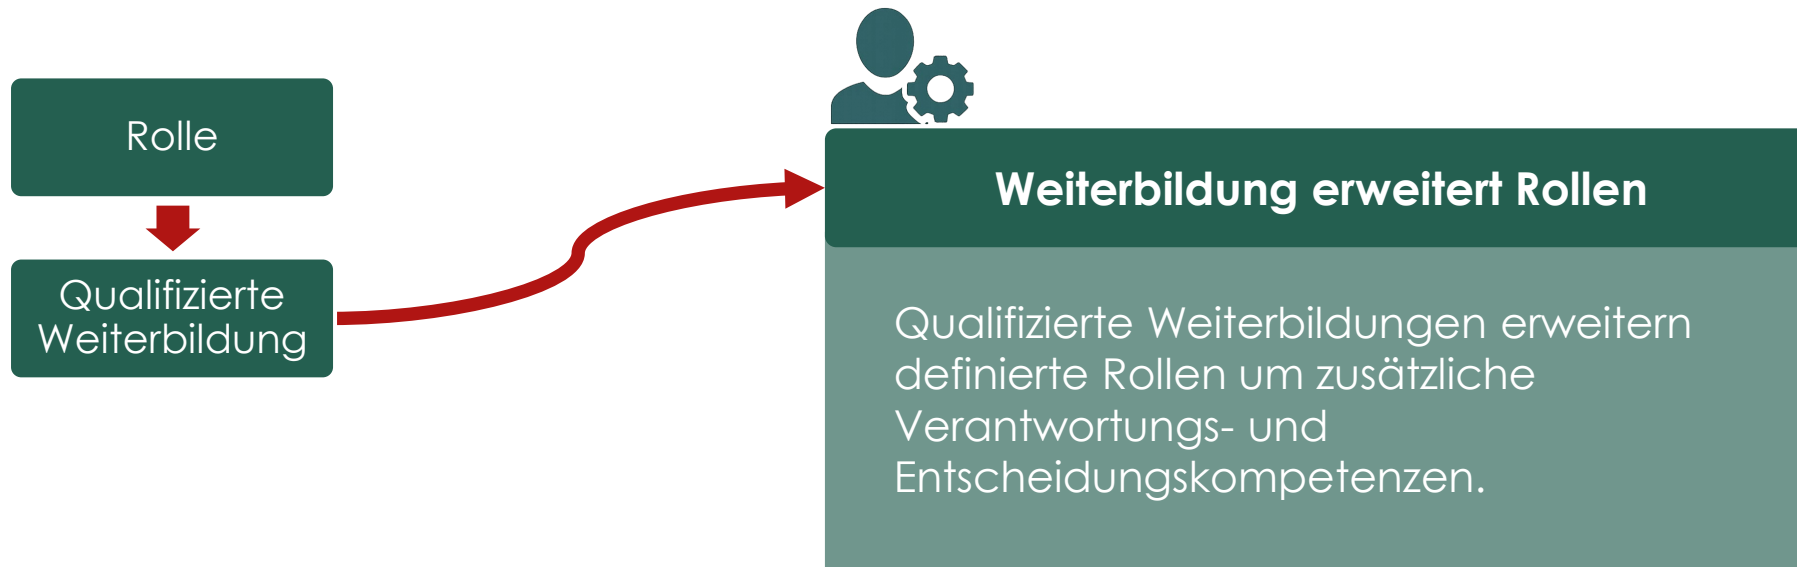 Rolle
Qualifizierte
Weiterbildung
Weiterbildung erweitert Rollen
Qualifizierte Weiterbildungen erweitern
definierte Rollen um zusätzliche
Verantwortungs- und
Entscheidungskompetenzen.